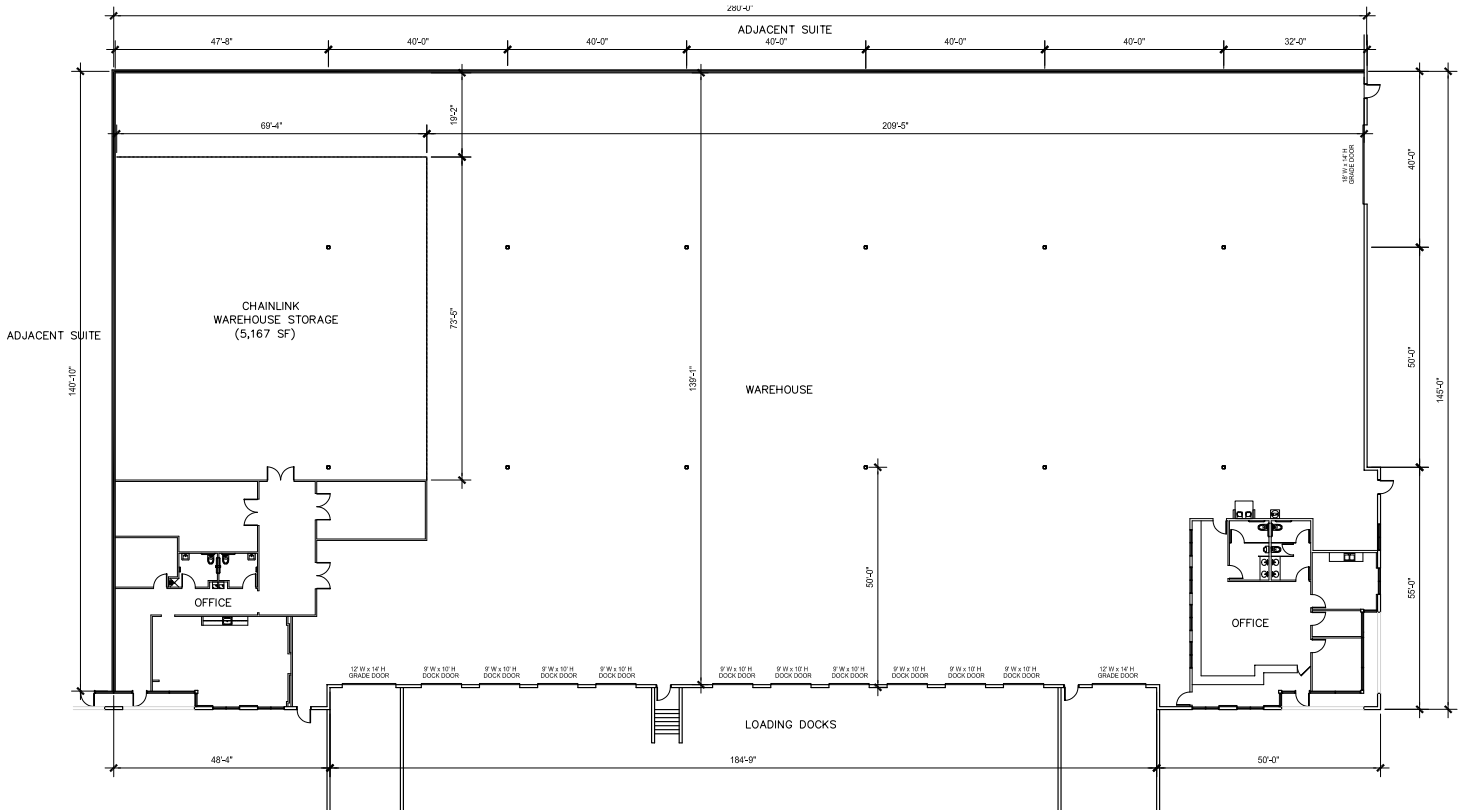 280'-0"
ADJACENT SUITE
47'-8"
40'-0"
40'-0"
40'-0"
40'-0"
40'-0"
32'-0"
19'-2"
69'-4"
209'-5"
18' W x 14' H
GRADE DOOR
40'-0"
CHAINLINK
WAREHOUSE STORAGE
(5,167 SF)
73'-6"
ADJACENT SUITE
140'-10"
139'-1"
WAREHOUSE
50'-0"
145'-0"
50'-0"
55'-0"
OFFICE
OFFICE
12' W x 14' H
GRADE DOOR
9' W x 10' H
DOCK DOOR
9' W x 10' H
DOCK DOOR
9' W x 10' H
DOCK DOOR
9' W x 10' H
DOCK DOOR
9' W x 10' H
DOCK DOOR
9' W x 10' H
DOCK DOOR
9' W x 10' H
DOCK DOOR
9' W x 10' H
DOCK DOOR
9' W x 10' H
DOCK DOOR
9' W x 10' H
DOCK DOOR
12' W x 14' H
GRADE DOOR
LOADING DOCKS
48'-4"
184'-9"
50'-0"